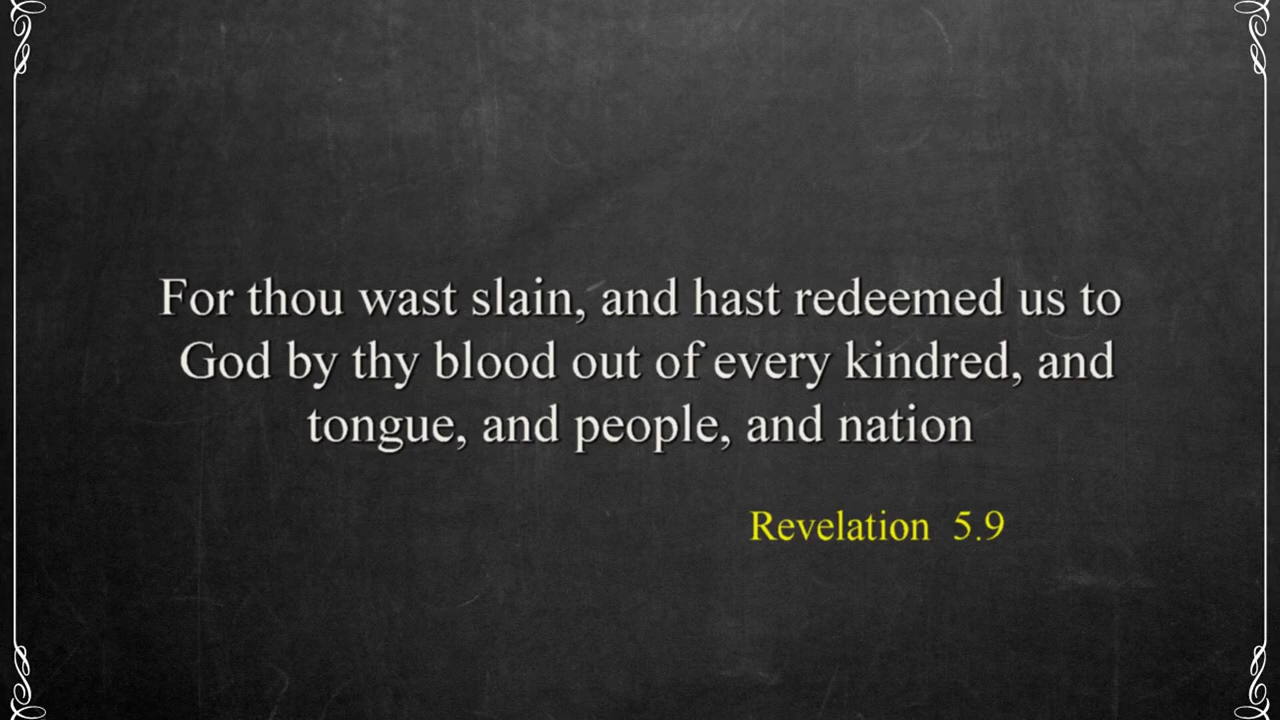 For thou wast slain, and hast redeemed us to
God by thy blood out of every kindred, and
tongue, and people, and nation
Revelation 5.9